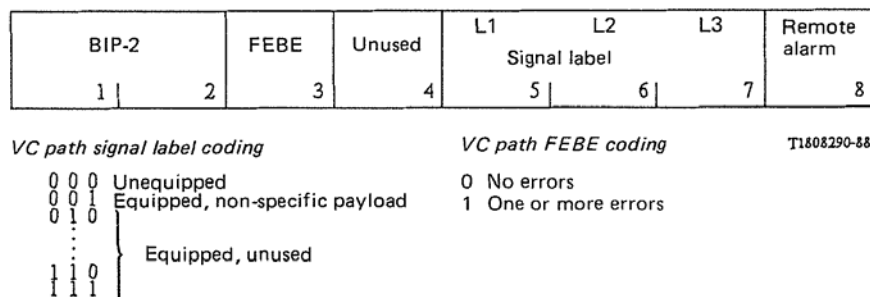 BIP-2 FEBE Unused L1 L2 L3 Remote alarm
Signal label
1 2 3 4 5 6 7 8
VC path signal label coding VC path FEBE coding T1808290-88
0 0 0 Unequipped 0 No errors
0 0 1 Equipped, non-specific payload 1 One or more errors
0 1 0
Equipped, unused
1 1 0
1 1 1